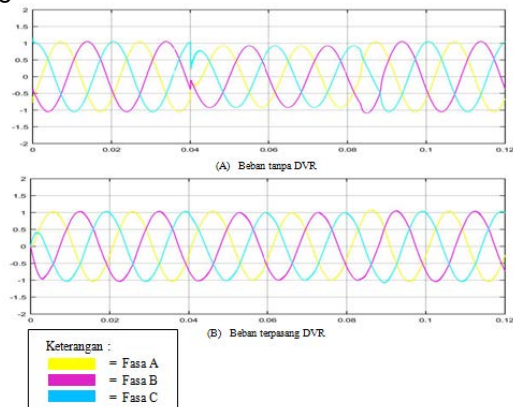 2
1.5
1
0.5
0
-0.5
-1
-1.5
-2
0 0.02 0.04 0.06 0.08 0.1 0.12
(A) Beban tanpa DVR
2
1.5
1
0.5
0
-0.5
-1
-1.5
-2
0 0.02 0.04 0.06 0.08 0.1 0.12
(B) Beban terpasang DVR
Keterangan :
= Fasa A
= Fasa B
= Fasa C